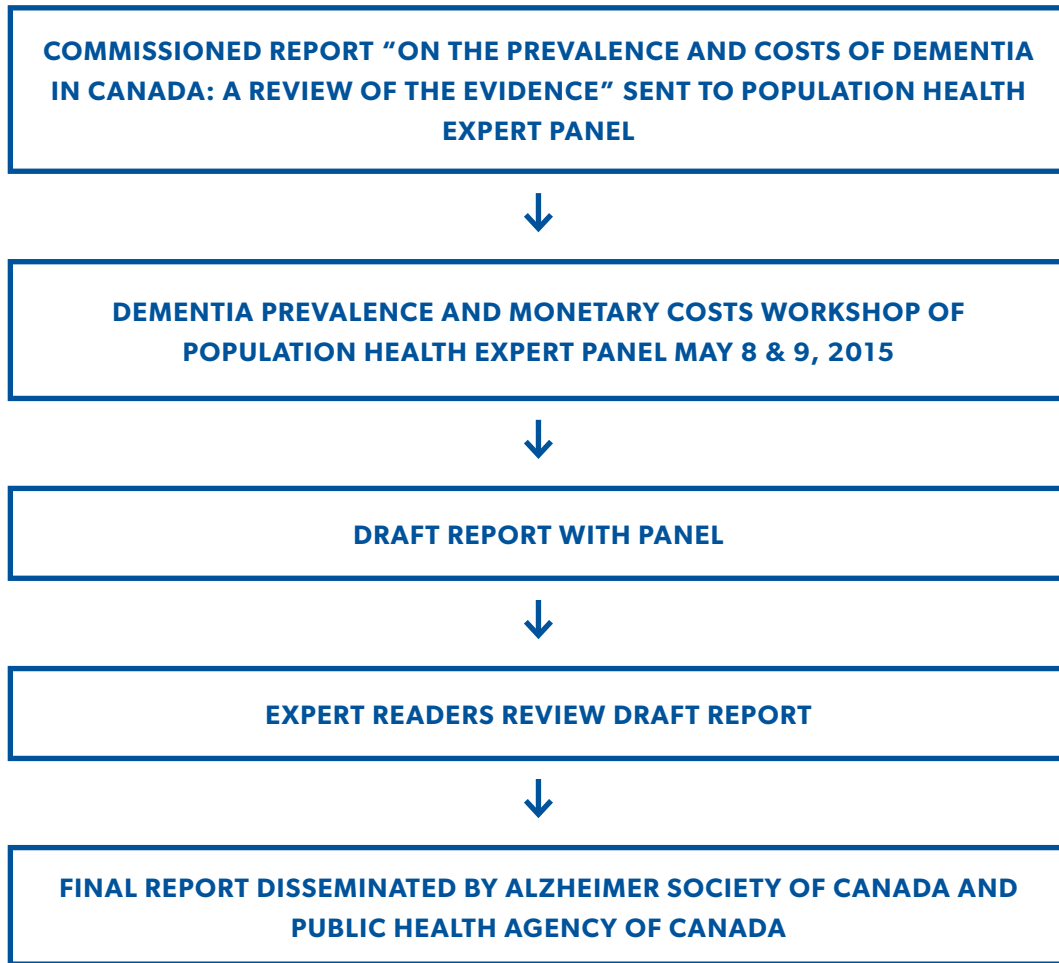 COMMISSIONED REPORT “ON THE PREVALENCE AND COSTS OF DEMENTIA
IN CANADA: A REVIEW OF THE EVIDENCE” SENT TO POPULATION HEALTH
EXPERT PANEL
DEMENTIA PREVALENCE AND MONETARY COSTS WORKSHOP OF
POPULATION HEALTH EXPERT PANEL MAY 8 & 9, 2015
DRAFT REPORT WITH PANEL
EXPERT READERS REVIEW DRAFT REPORT
FINAL REPORT DISSEMINATED BY ALZHEIMER SOCIETY OF CANADA AND
PUBLIC HEALTH AGENCY OF CANADA